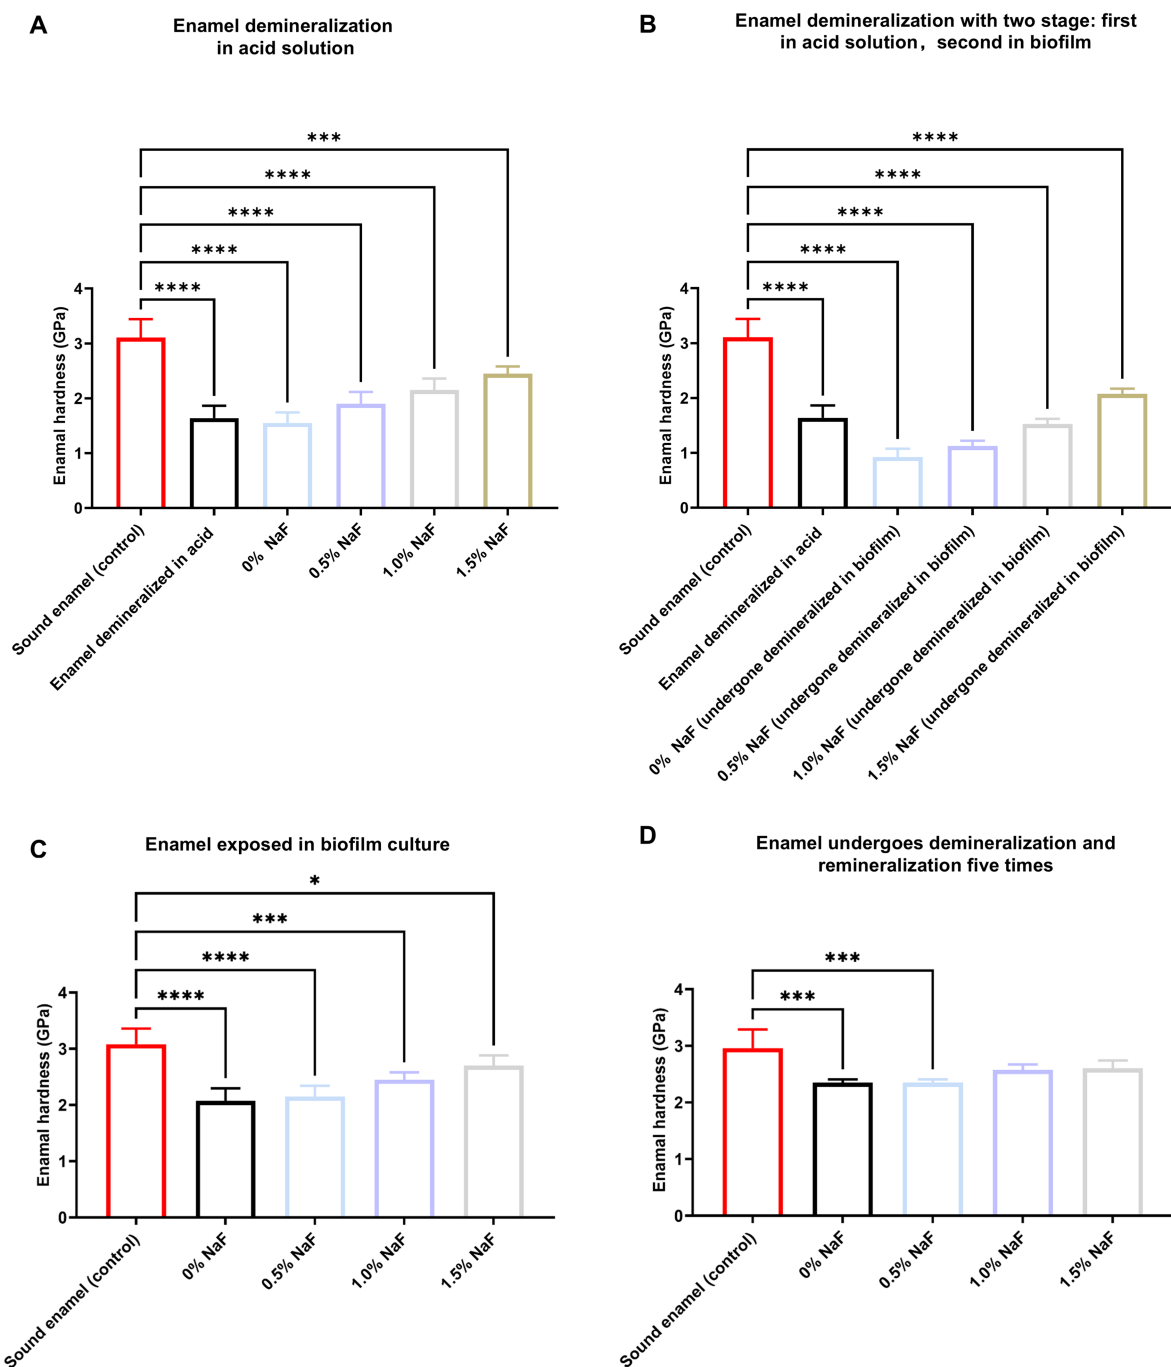 A
Enamel demineralization
in acid solution
***
****
****
****
****
Enamal hardness (GPa)
4
3
2
1
0
Sound enamel (control)
Enamel demineralized in acid
0% NaF
0.5% NaF
1.0% NaF
1.5% NaF
B
Enamel demineralization with two stage: first
in acid solution, second in biofilm
****
****
****
****
****
Enamal hardness (GPa)
4
3
2
1
0
Sound enamel (control)
Enamel demineralized in acid
0% NaF (undergone demineralized in biofilm)
0.5% NaF (undergone demineralized in biofilm)
1.0% NaF (undergone demineralized in biofilm)
1.5% NaF (undergone demineralized in biofilm)
C
Enamel exposed in biofilm culture
*
***
****
****
Enamal hardness (GPa)
4
3
2
1
0
Sound enamel (control)
0% NaF
0.5% NaF
1.0% NaF
1.5% NaF
D
Enamel undergoes demineralization and
remineralization five times
***
***
Enamal hardness (GPa)
4
3
2
1
0
Sound enamel (control)
0% NaF
0.5% NaF
1.0% NaF
1.5% NaF